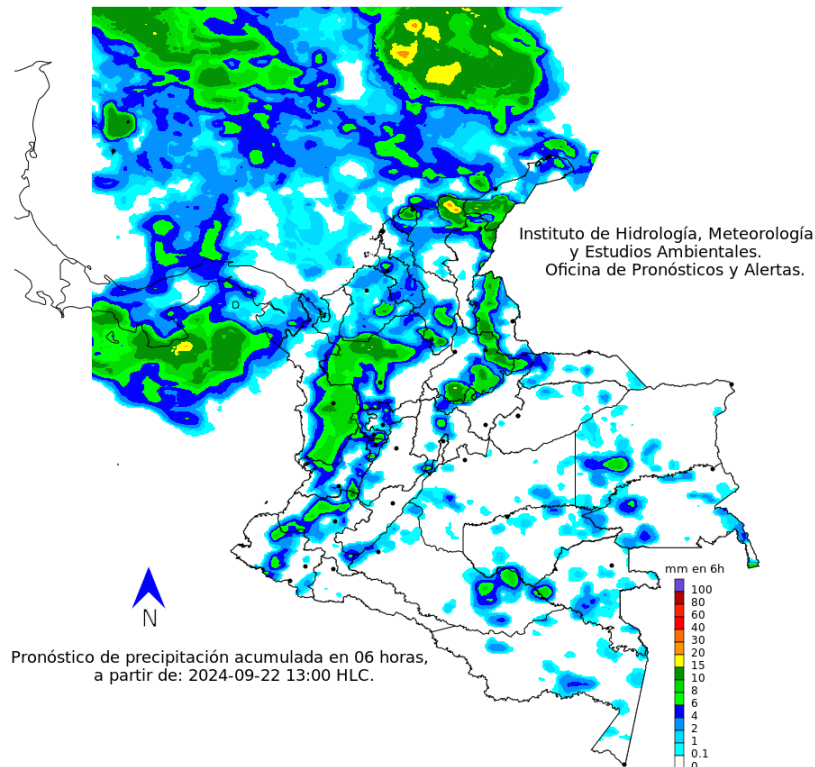 Instituto de Hidrología, Meteorología
y Estudios Ambientales.
Oficina de Pronósticos y Alertas.
N
Pronóstico de precipitación acumulada en 06 horas,
a partir de: 2024-09-22 13:00 HLC.
mm en 6h
100
80
60
40
30
20
15
10
8
6
4
2
1
0.1
0